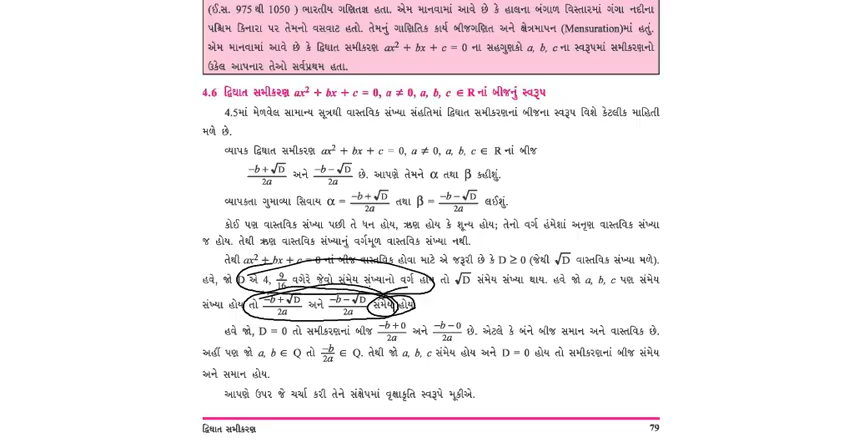 (ઈ.સ. 975 થી 1050 ) ભારતીય ગણિતજ્ઞ હતા. એમ માનવામાં આવે છે કે હાલના બંગાળ વિસ્તારમાં ગંગા નદીના
પશ્ચિમ કિનારા પર તેમનો વસવાટ હતો. તેમનું ગાણિતિક કાર્ય બીજગણિત અને ક્ષેત્રમાપન (Mensuration)માં હતું.
એમ માનવામાં આવે છે કે દ્વિઘાત સમીકરણ ax² + bx + c = 0 ના સહગુણકો a, b, c ના સ્વરૂપમાં સમીકરણનો
ઉકેલ આપનાર તેઓ સર્વપ્રથમ હતા.
4.6 દ્વિઘાત સમીકરણ ax² + bx + c = 0, a ≠ 0, a, b, c ∈ R નાં બીજનું સ્વરૂપ
4.5માં મેળવેલ સામાન્ય સૂત્રથી વાસ્તવિક સંખ્યા સંહતિમાં દ્વિઘાત સમીકરણનાં બીજના સ્વરૂપ વિશે કેટલીક માહિતી
મળે છે.
વ્યાપક દ્વિઘાત સમીકરણ ax² + bx + c = 0, a ≠ 0, a, b, c ∈ R નાં બીજ
(−b + √D)/2a અને (−b − √D)/2a છે. આપણે તેમને α તથા β કહીશું.
વ્યાપકતા ગુમાવ્યા સિવાય α = (−b + √D)/2a તથા β = (−b − √D)/2a લઈશું.
કોઈ પણ વાસ્તવિક સંખ્યા પછી તે ધન હોય, ઋણ હોય કે શૂન્ય હોય; તેનો વર્ગ હંમેશાં અનૃણ વાસ્તવિક સંખ્યા
જ હોય. તેથી ઋણ વાસ્તવિક સંખ્યાનું વર્ગમૂળ વાસ્તવિક સંખ્યા નથી.
તેથી ax² + bx + c = 0 નાં બીજ વાસ્તવિક હોવા માટે એ જરૂરી છે કે D ≥ 0 (જેથી √D વાસ્તવિક સંખ્યા મળે).
હવે, જો D એ 4, 9/16 વગેરે જેવો સંમેય સંખ્યાનો વર્ગ હોય તો √D સંમેય સંખ્યા થાય. હવે જો a, b, c પણ સંમેય
સંખ્યા હોય તો (−b + √D)/2a અને (−b − √D)/2a સંમેય હોય.
હવે જો, D = 0 તો સમીકરણનાં બીજ (−b + 0)/2a અને (−b − 0)/2a છે. એટલે કે બંને બીજ સમાન અને વાસ્તવિક છે.
અહીં પણ જો a, b ∈ Q તો −b/2a ∈ Q. તેથી જો a, b, c સંમેય હોય અને D = 0 હોય તો સમીકરણનાં બીજ સંમેય
અને સમાન હોય.
આપણે ઉપર જે ચર્ચા કરી તેને સંક્ષેપમાં વૃક્ષાકૃતિ સ્વરૂપે મૂકીએ.
દ્વિઘાત સમીકરણ 79